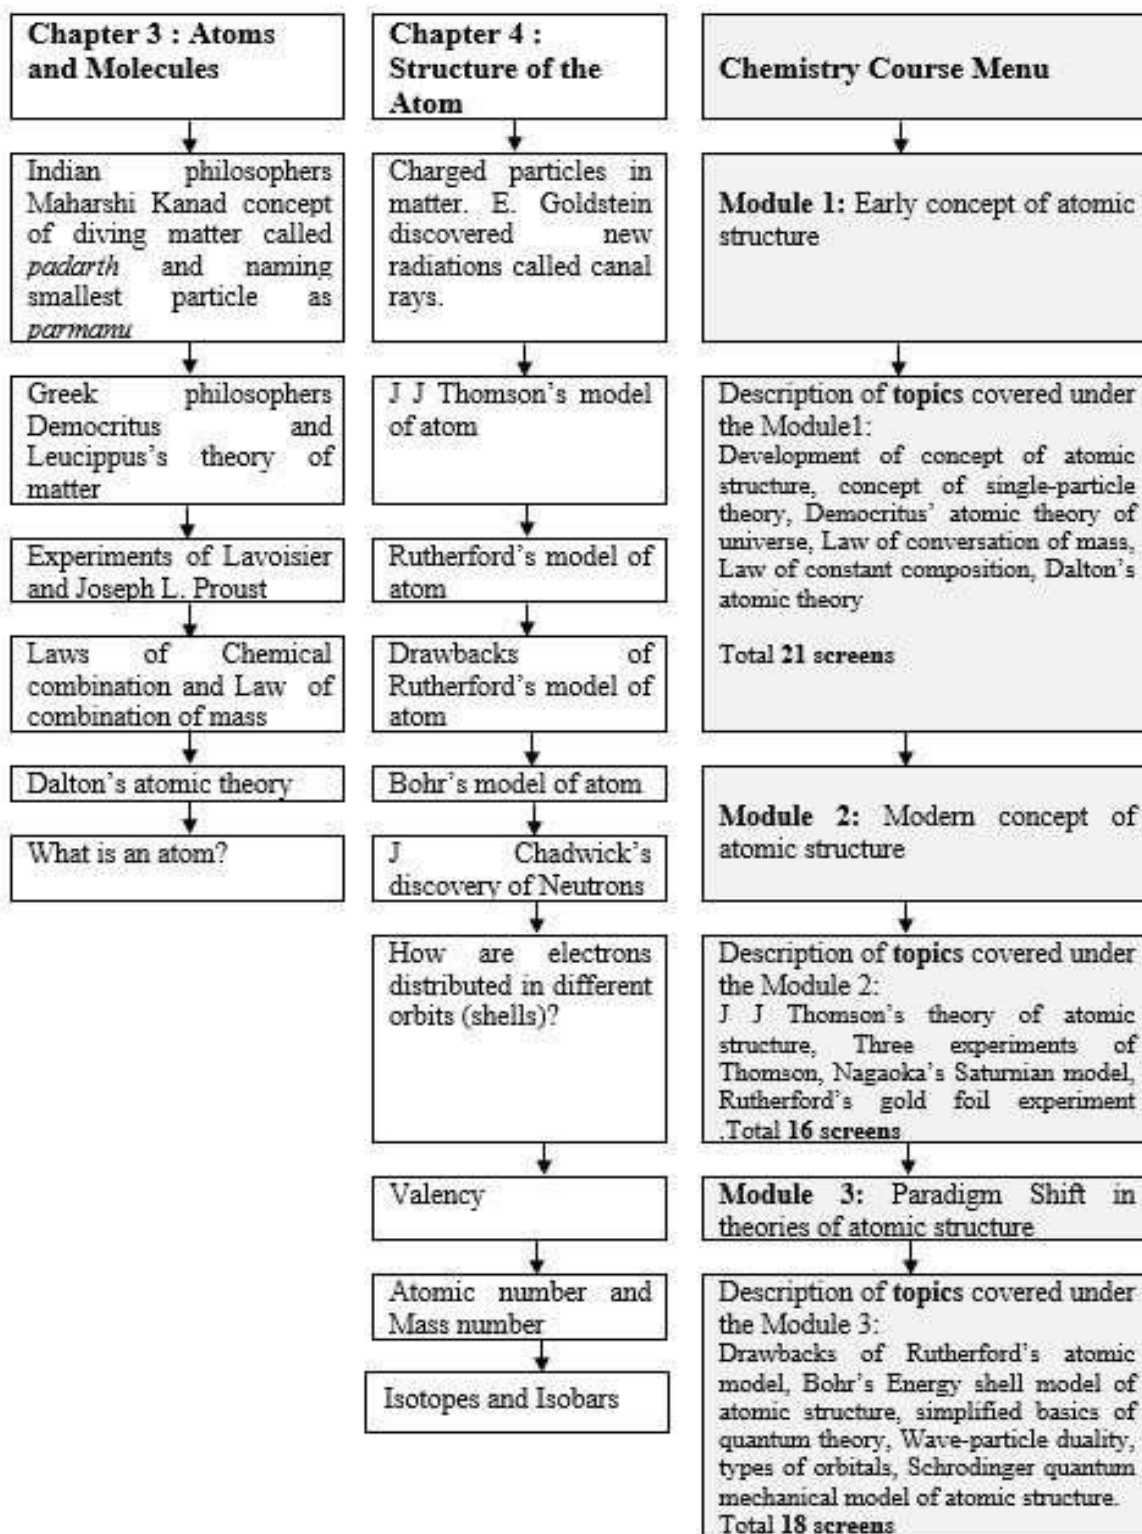 Chapter 3 : Atoms
and Molecules
Indian philosophers
Maharshi Kanad concept
of diving matter called
padarth and naming
smallest particle as
parmanu
Greek philosophers
Democritus and
Leucippus's theory of
matter
Experiments of Lavoisier
and Joseph L. Proust
Laws of Chemical
combination and Law of
combination of mass
Dalton's atomic theory
What is an atom?
Chapter 4 :
Structure of the
Atom
Charged particles in
matter. E. Goldstein
discovered new
radiations called canal
rays.
J J Thomson's model
of atom
Rutherford's model of
atom
Drawbacks of
Rutherford's model of
atom
Bohr's model of atom
J Chadwick's
discovery of Neutrons
How are electrons
distributed in different
orbits (shells)?
Valency
Atomic number and
Mass number
Isotopes and Isobars
Chemistry Course Menu
Module 1: Early concept of atomic
structure
Description of topics covered under
the Module1:
Development of concept of atomic
structure, concept of single-particle
theory, Democritus' atomic theory of
universe, Law of conversation of mass,
Law of constant composition, Dalton's
atomic theory
Total 21 screens
Module 2: Modern concept of
atomic structure
Description of topics covered under
the Module 2:
J J Thomson's theory of atomic
structure, Three experiments of
Thomson, Nagaoka's Saturnian model,
Rutherford's gold foil experiment
.Total 16 screens
Module 3: Paradigm Shift in
theories of atomic structure
Description of topics covered under
the Module 3:
Drawbacks of Rutherford's atomic
model, Bohr's Energy shell model of
atomic structure, simplified basics of
quantum theory, Wave-particle duality,
types of orbitals, Schrodinger quantum
mechanical model of atomic structure.
Total 18 screens